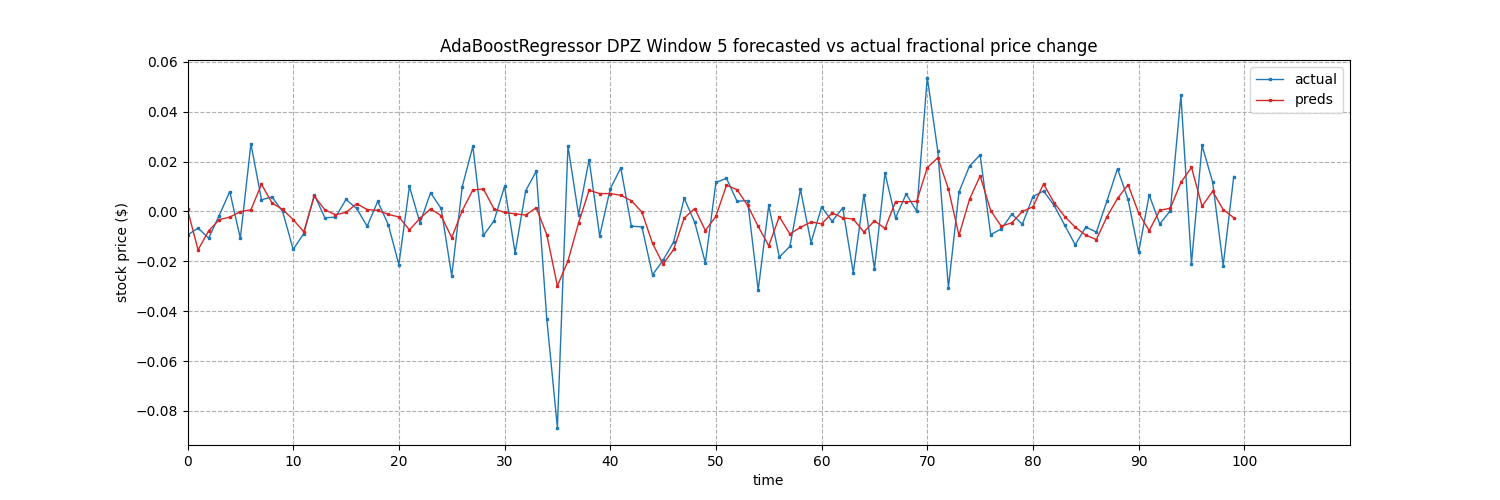 AdaBoostRegressor DPZ Window 5 forecasted vs actual fractional price change
0.06
0.04
0.02
0.00
−0.02
−0.04
−0.06
−0.08
stock price ($)
actual
preds
0 10 20 30 40 50 60 70 80 90 100
time